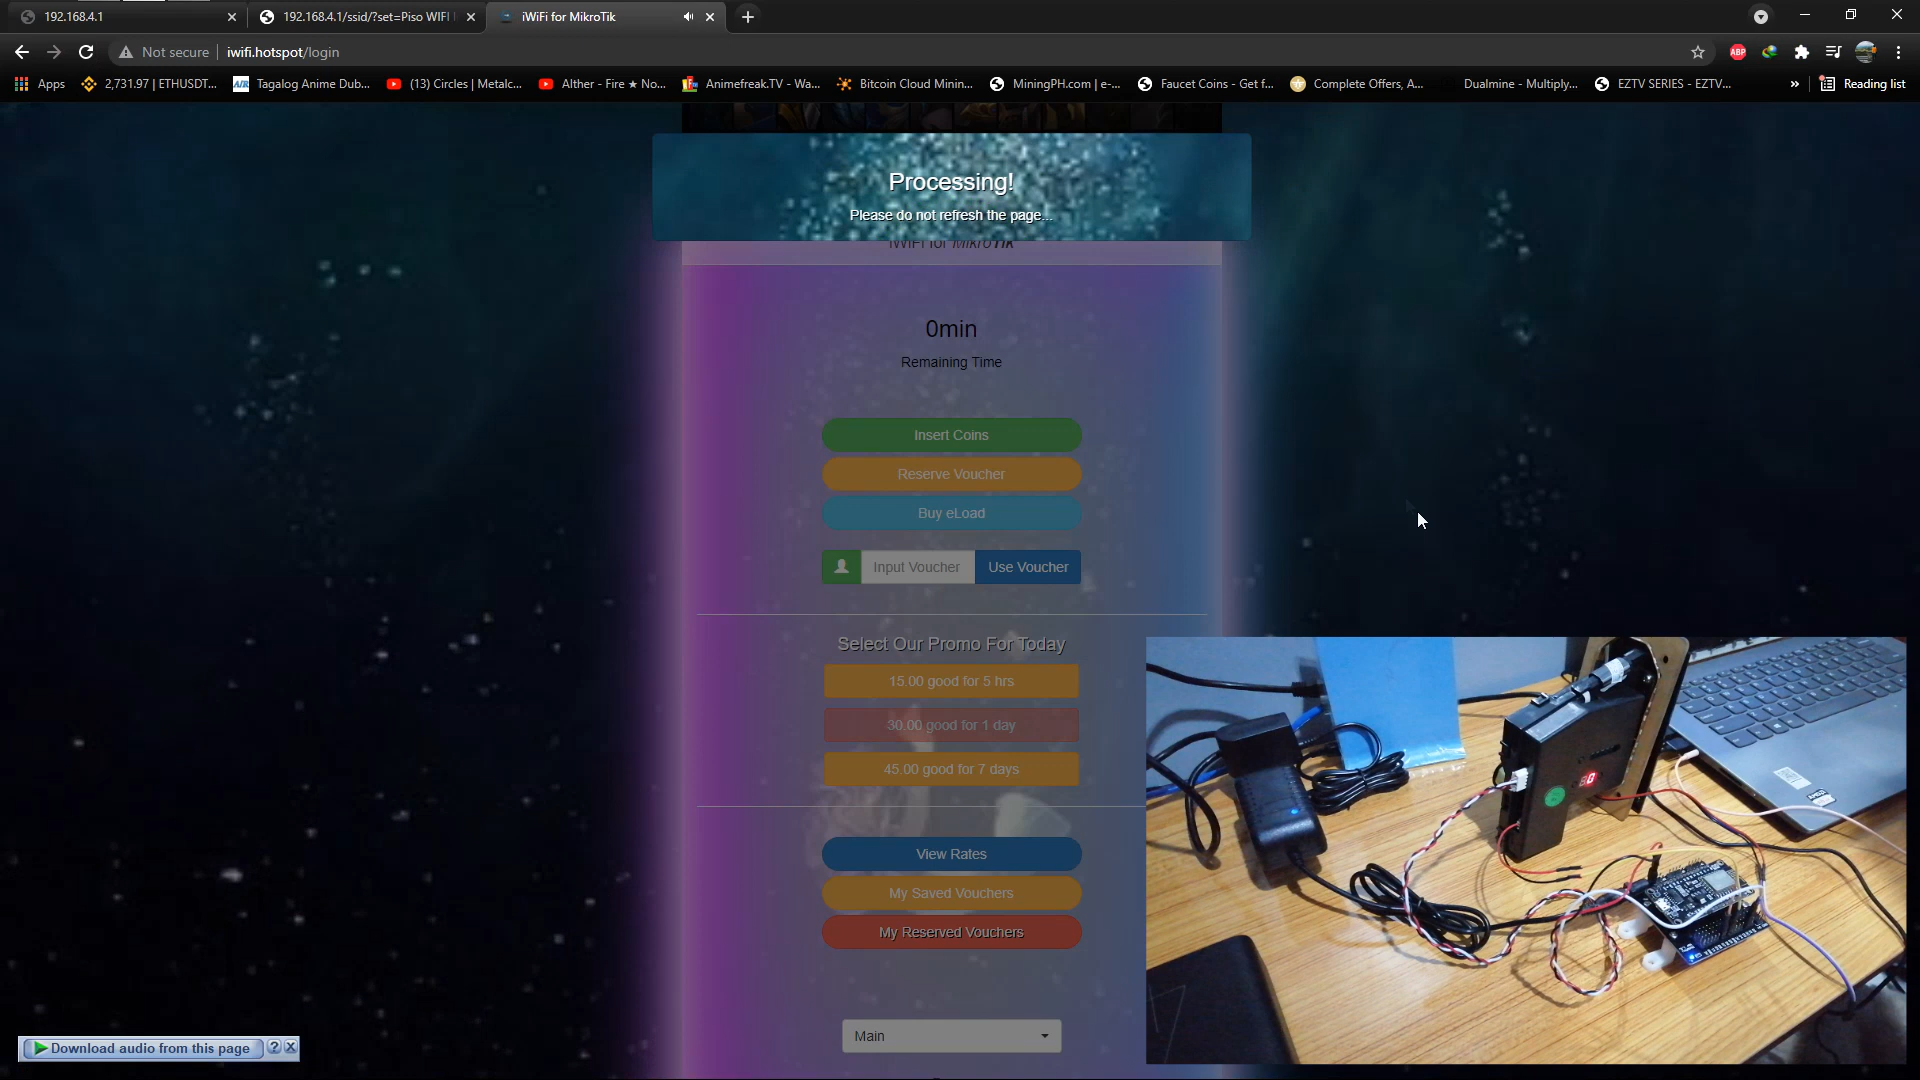 192.168.4.1
192.168.4.1/ssid/?set=Piso WIFI
iWiFi for MikroTik
Not secure
iwifi.hotspot/login
Apps
2,731.97 | ETHUSDT...
Tagalog Anime Dub...
(13) Circles | Metalc...
Alther - Fire ★ No...
Animefreak.TV - Wa...
Bitcoin Cloud Minin...
MiningPH.com | e-...
Faucet Coins - Get f...
Complete Offers, A...
Dualmine - Multiply...
EZTV SERIES - EZTV...
»
Reading list
ABP
Processing!
Please do not refresh the page...
iWiFi for MikroTik
0min
Remaining Time
Insert Coins
Reserve Voucher
Buy eLoad
Input Voucher
Use Voucher
Select Our Promo For Today
15.00 good for 5 hrs
30.00 good for 1 day
45.00 good for 7 days
View Rates
My Saved Vouchers
My Reserved Vouchers
Main
Download audio from this page
?
AMD